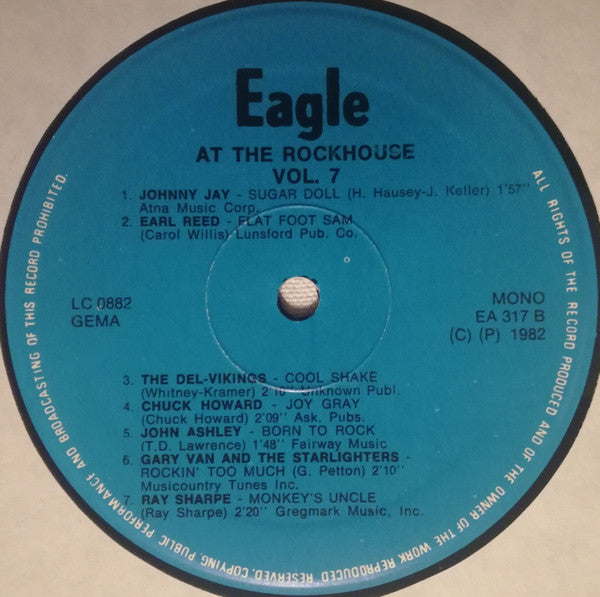 Eagle
AT THE ROCKHOUSE
VOL. 7
1. JOHNNY JAY - SUGAR DOLL (H. Hausey-J. Keller) 1'57"
Atna Music Corp.
2. EARL REED - FLAT FOOT SAM
(Carol Willis) Lunsford Pub. Co.
LC 0882
GEMA
MONO
EA 317 B
(C) (P) 1982
3. THE DEL-VIKINGS - COOL SHAKE
(Whitney-Kramer) 2'10" Unknown Publ.
4. CHUCK HOWARD - JOY GRAY
(Chuck Howard) 2'09" Ask. Pubs.
5. JOHN ASHLEY - BORN TO ROCK
(T.D. Lawrence) 1'48" Fairway Music
6. GARY VAN AND THE STARLIGHTERS -
ROCKIN' TOO MUCH (G. Petton) 2'10"
Musicountry Tunes Inc.
7. RAY SHARPE - MONKEY'S UNCLE
(Ray Sharpe) 2'20" Gregmark Music, Inc.
ALL RIGHTS OF THE RECORD PRODUCED AND OF THE OWNER OF THE WORK REPRODUCED RESERVED. COPYING, PUBLIC PERFORMANCE AND BROADCASTING OF THIS RECORD PROHIBITED.